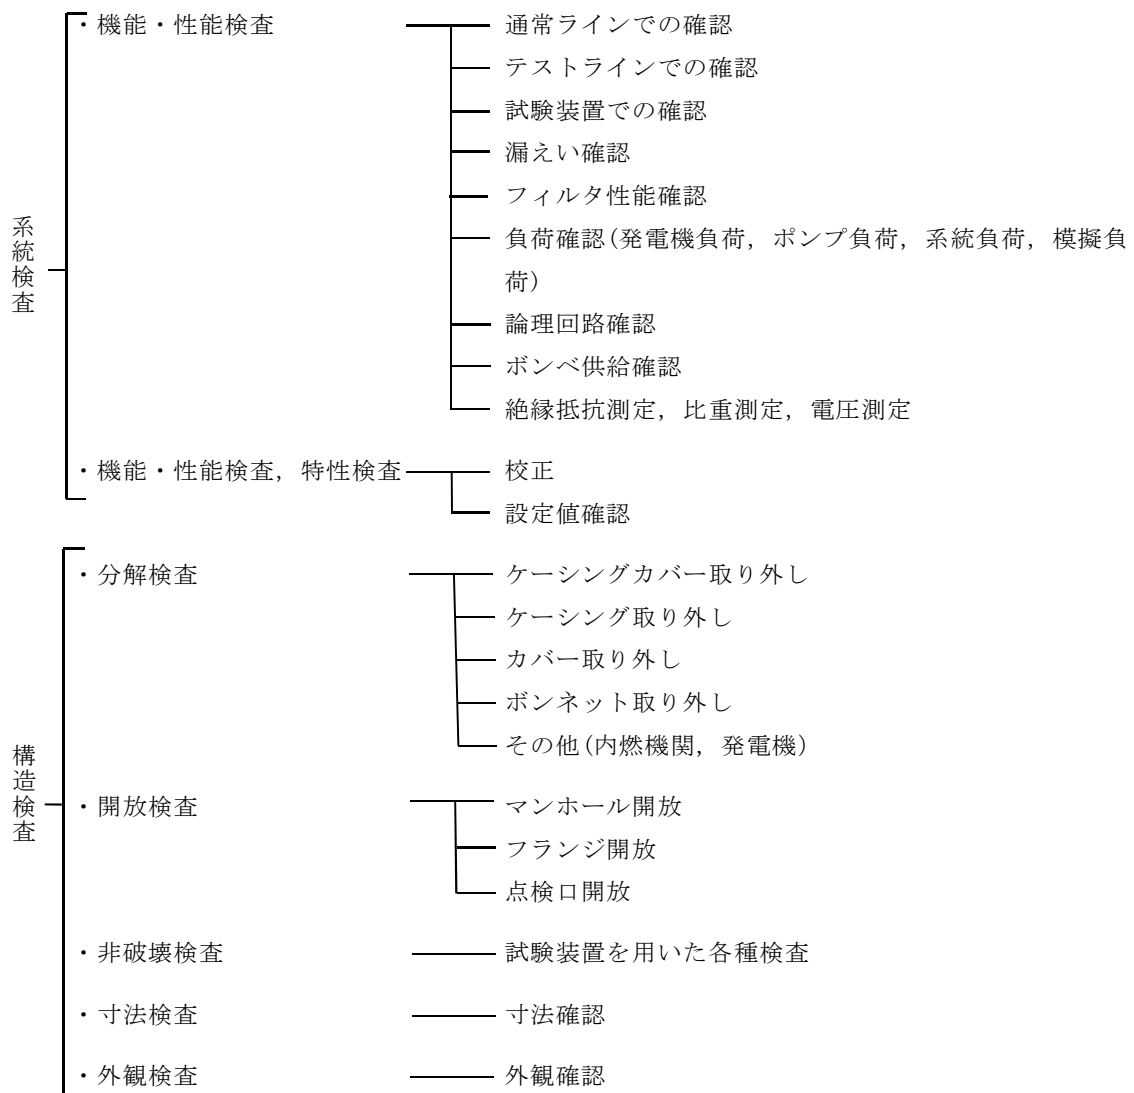 系統検査
・機能・性能検査
通常ラインでの確認
テストラインでの確認
試験装置での確認
漏えい確認
フィルタ性能確認
負荷確認(発電機負荷，ポンプ負荷，系統負荷，模擬負
荷)
論理回路確認
ボンベ供給確認
絶縁抵抗測定，比重測定，電圧測定
・機能・性能検査，特性検査
校正
設定値確認
構造検査
・分解検査
ケーシングカバー取り外し
ケーシング取り外し
カバー取り外し
ボンネット取り外し
その他(内燃機関，発電機)
・開放検査
マンホール開放
フランジ開放
点検口開放
・非破壊検査
試験装置を用いた各種検査
・寸法検査
寸法確認
・外観検査
外観確認